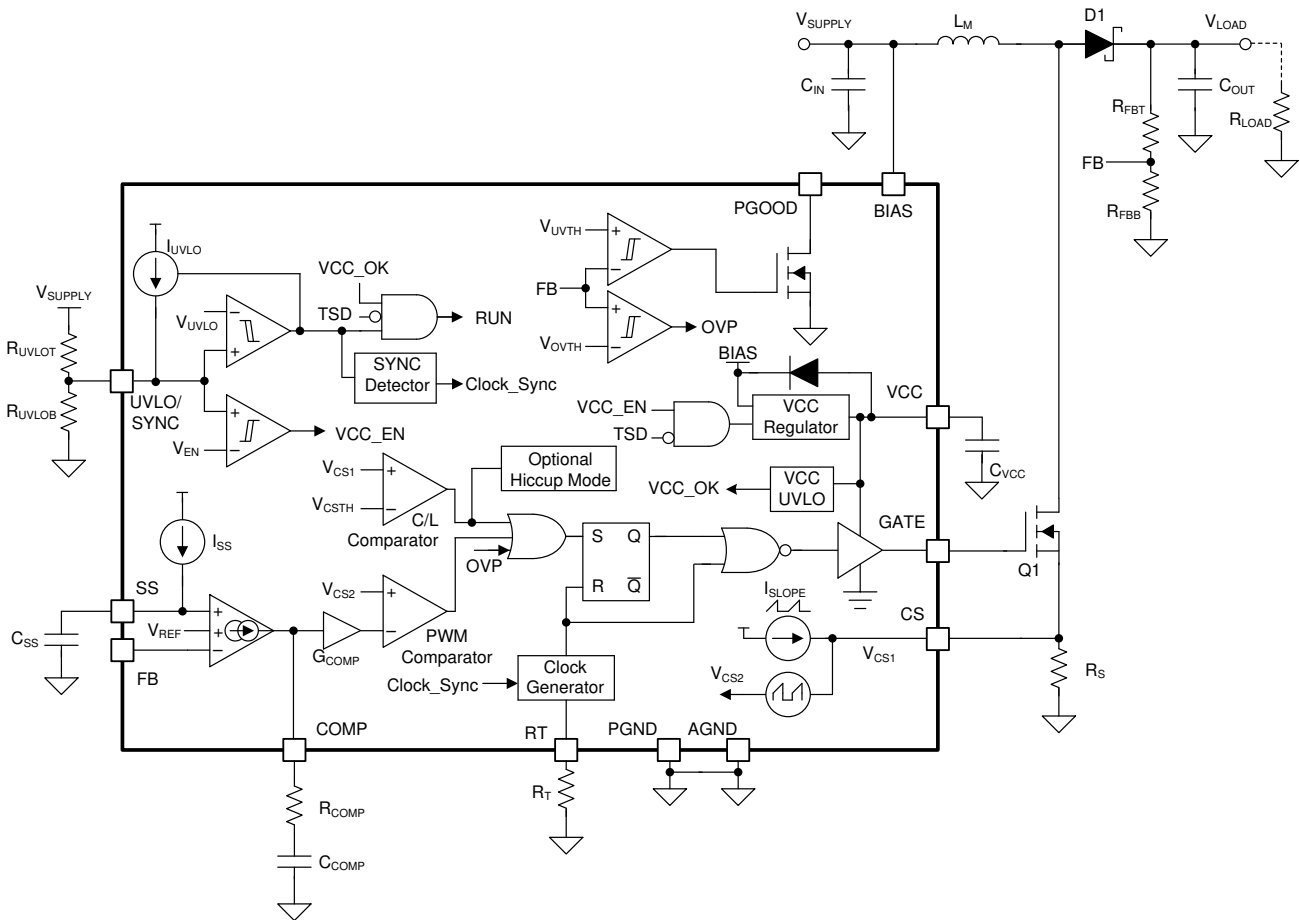 VSUPPLY
LM
D1
VLOAD
CIN
COUT
RFBT
RLOAD
FB
RFBB
PGOOD
BIAS
IUVLO
VUVTH
VCC_OK
FB
VSUPPLY
TSD
RUN
VUVLO
OVP
VOVTH
RUVLOT
SYNC
Detector
Clock_Sync
BIAS
UVLO/
SYNC
RUVLOB
VCC_EN
TSD
VCC
Regulator
VCC
VEN
VCC_EN
CVCC
VCS1
Optional
Hiccup Mode
VCSTH
VCC_OK
VCC
UVLO
C/L
Comparator
GATE
ISS
S
Q
R
Q
OVP
Q1
SS
VCS2
ISLOPE
CS
VREF
CSS
FB
GCOMP
PWM
Comparator
VCS1
Clock_Sync
Clock
Generator
VCS2
RS
COMP
RT
PGND
AGND
RT
RCOMP
CCOMP